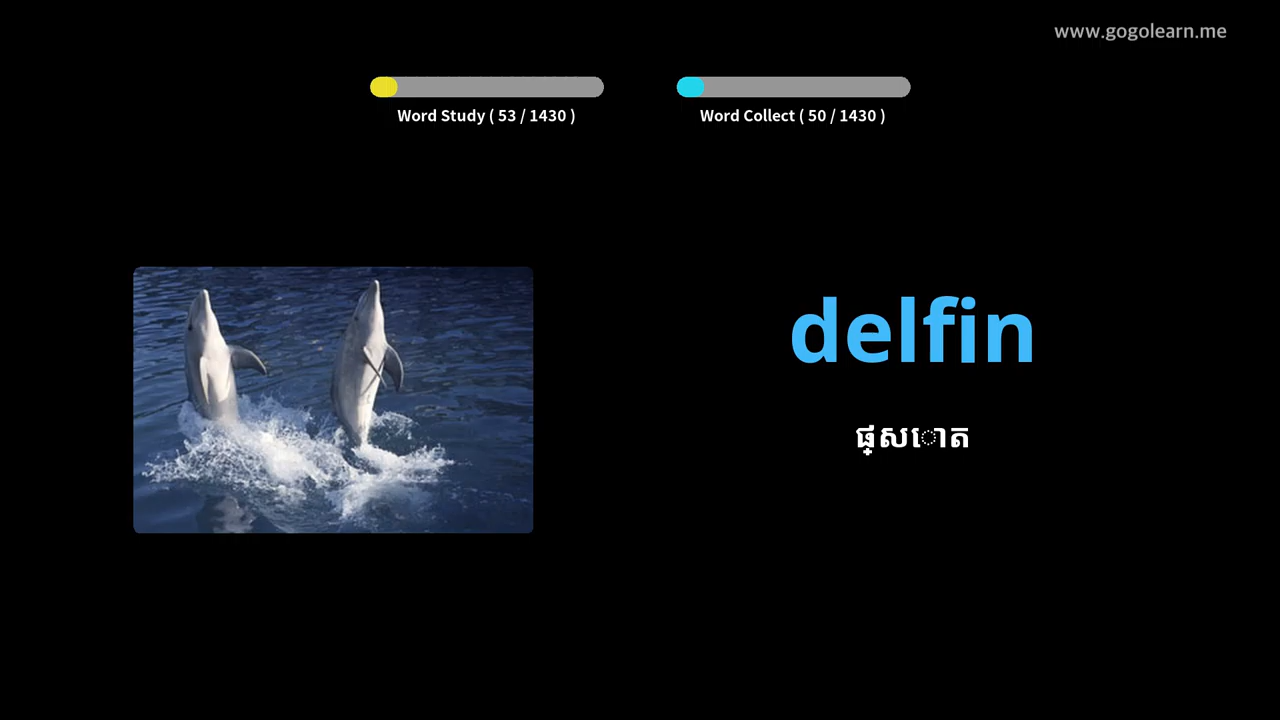 www.gogolearn.me
Word Study ( 53 / 1430 )
Word Collect ( 50 / 1430 )
delfin
ផ្សោត